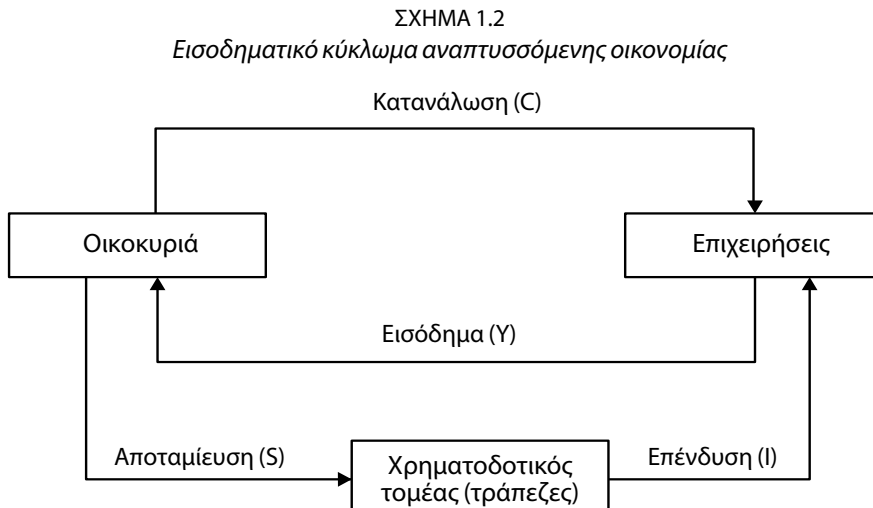 ΣΧΗΜΑ 1.2
Εισοδηματικό κύκλωμα αναπτυσσόμενης οικονομίας
Κατανάλωση (C)
Οικοκυριά
Επιχειρήσεις
Εισόδημα (Y)
Αποταμίευση (S)
Χρηματοδοτικός
τομέας (τράπεζες)
Επένδυση (I)